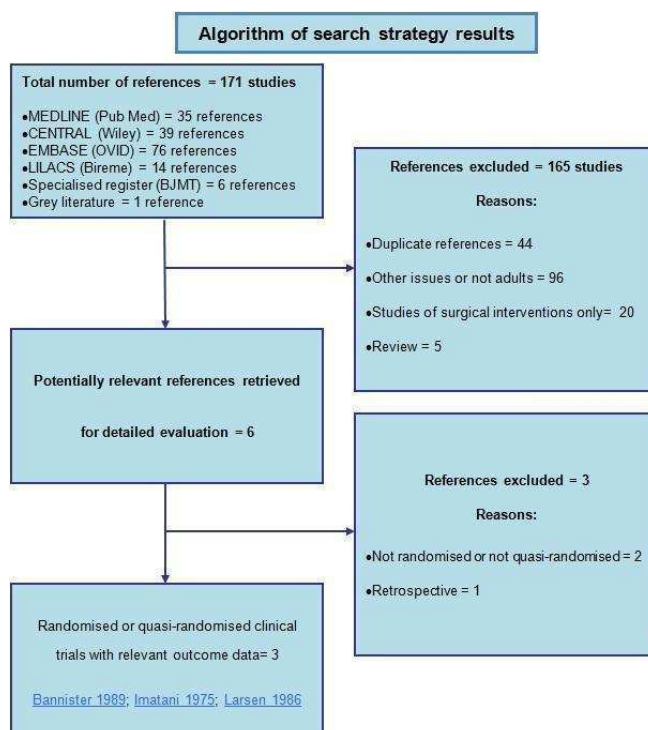 Algorithm of search strategy results
Total number of references = 171 studies
●MEDLINE (Pub Med) = 35 references
●CENTRAL (Wiley) = 39 references
●EMBASE (OVID) = 76 references
●LILACS (Bireme) = 14 references
●Specialised register (BJMT) = 6 references
●Grey literature = 1 reference
References excluded = 165 studies
Reasons:
●Duplicate references = 44
●Other issues or not adults = 96
●Studies of surgical interventions only= 20
●Review = 5
Potentially relevant references retrieved
for detailed evaluation = 6
References excluded = 3
Reasons:
●Not randomised or not quasi-randomised = 2
●Retrospective = 1
Randomised or quasi-randomised clinical
trials with relevant outcome data= 3
Bannister 1989; Imatani 1975; Larsen 1986